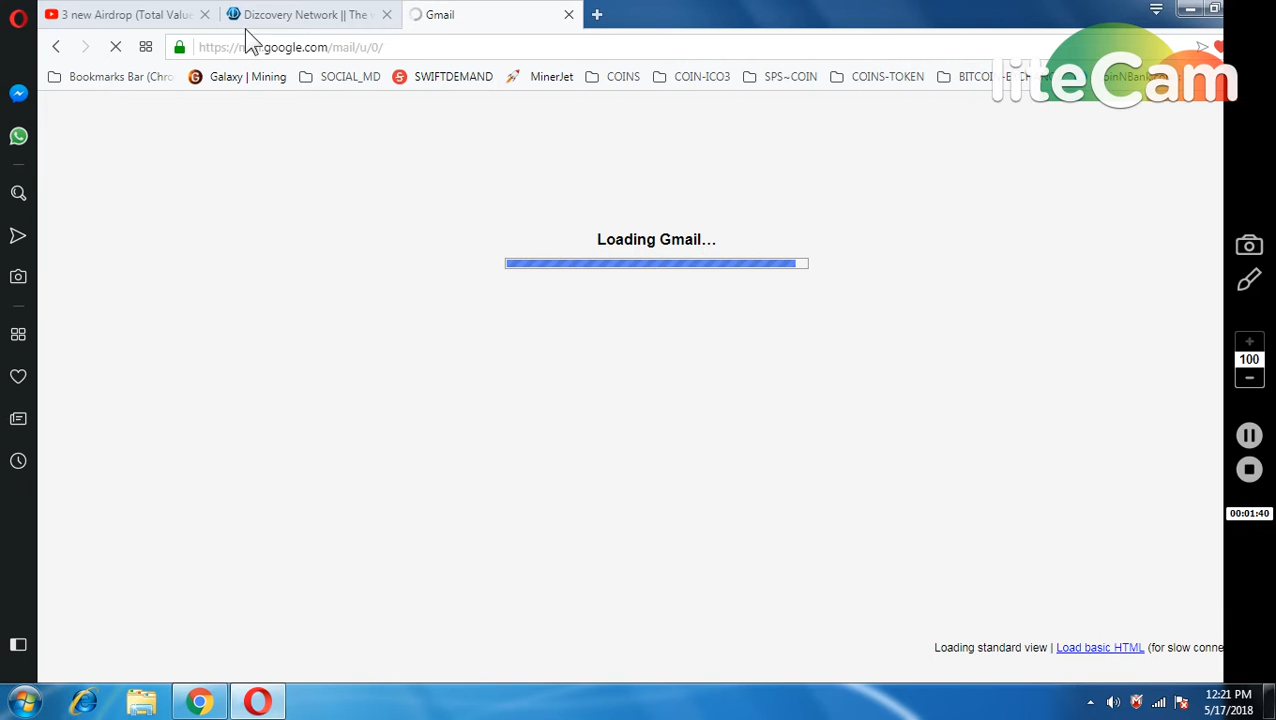 3 new Airdrop (Total Value
Dizcovery Network || The v
Gmail
google.com/mail/u/0/
Bookmarks Bar (Chro
Galaxy | Mining
SOCIAL_MD
SWIFTDEMAND
MinerJet
COINS
COIN-ICO3
SPS~COIN
COINS-TOKEN
liteCam
Loading Gmail...
100
00:01:40
Loading standard view | Load basic HTML (for slow conne
12:21 PM
5/17/2018